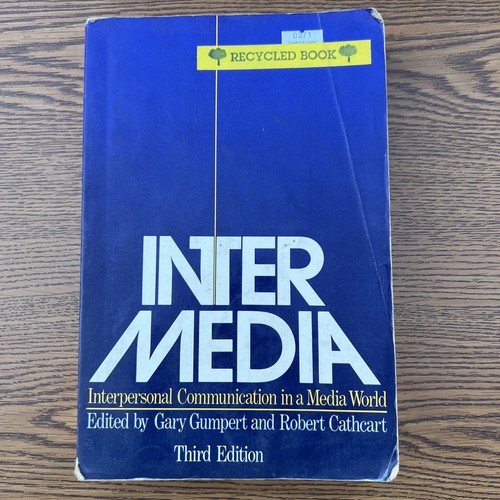 RECYCLED BOOK
INTER
MEDIA
Interpersonal Communication in a Media World
Edited by Gary Gumpert and Robert Cathcart
Third Edition